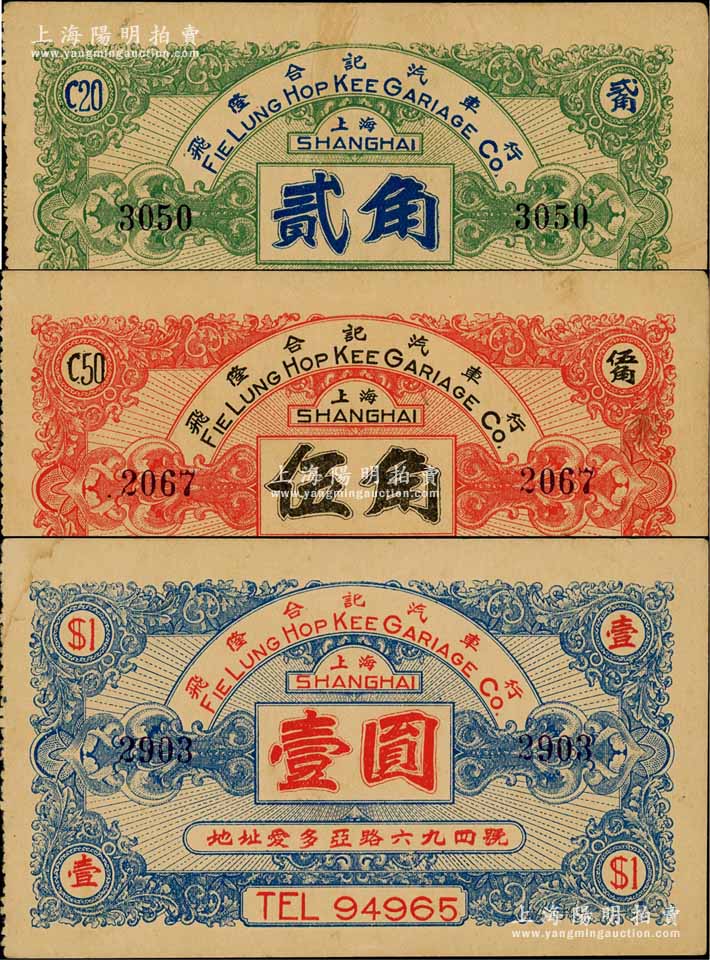 上海陽明拍賣
www.yangmingauction.com
飛隆合記汽車行
FIE LUNG HOP KEE GARIAGE CO.
C20
貳角
上海
SHANGHAI
3050
貳角
3050
飛隆合記汽車行
FIE LUNG HOP KEE GARIAGE CO.
C.50
伍角
上海
SHANGHAI
2067
伍角
2067
上海陽明拍賣
www.yangmingauction.com
飛隆合記汽車行
FIE LUNG HOP KEE GARIAGE CO.
$1
壹
上海
SHANGHAI
2903
壹圓
2903
地址愛多亞路六九四號
壹
$1
TEL 94965
上海陽明拍賣
www.yangmingauction.com